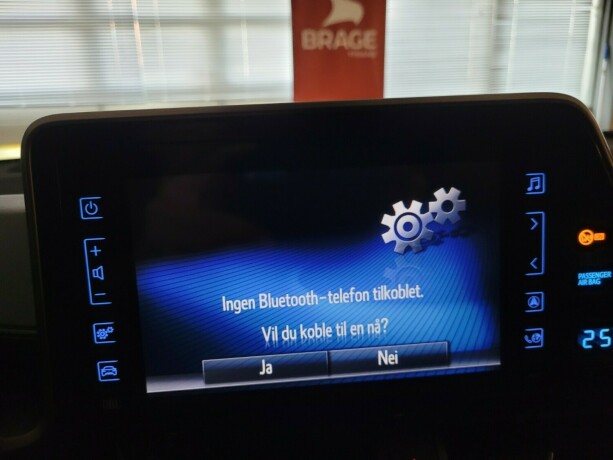 BRAGE
Ingen Bluetooth-telefon tilkoblet.
Vil du koble til en nå?
Ja
Nei
PASSENGER
AIR BAG
25